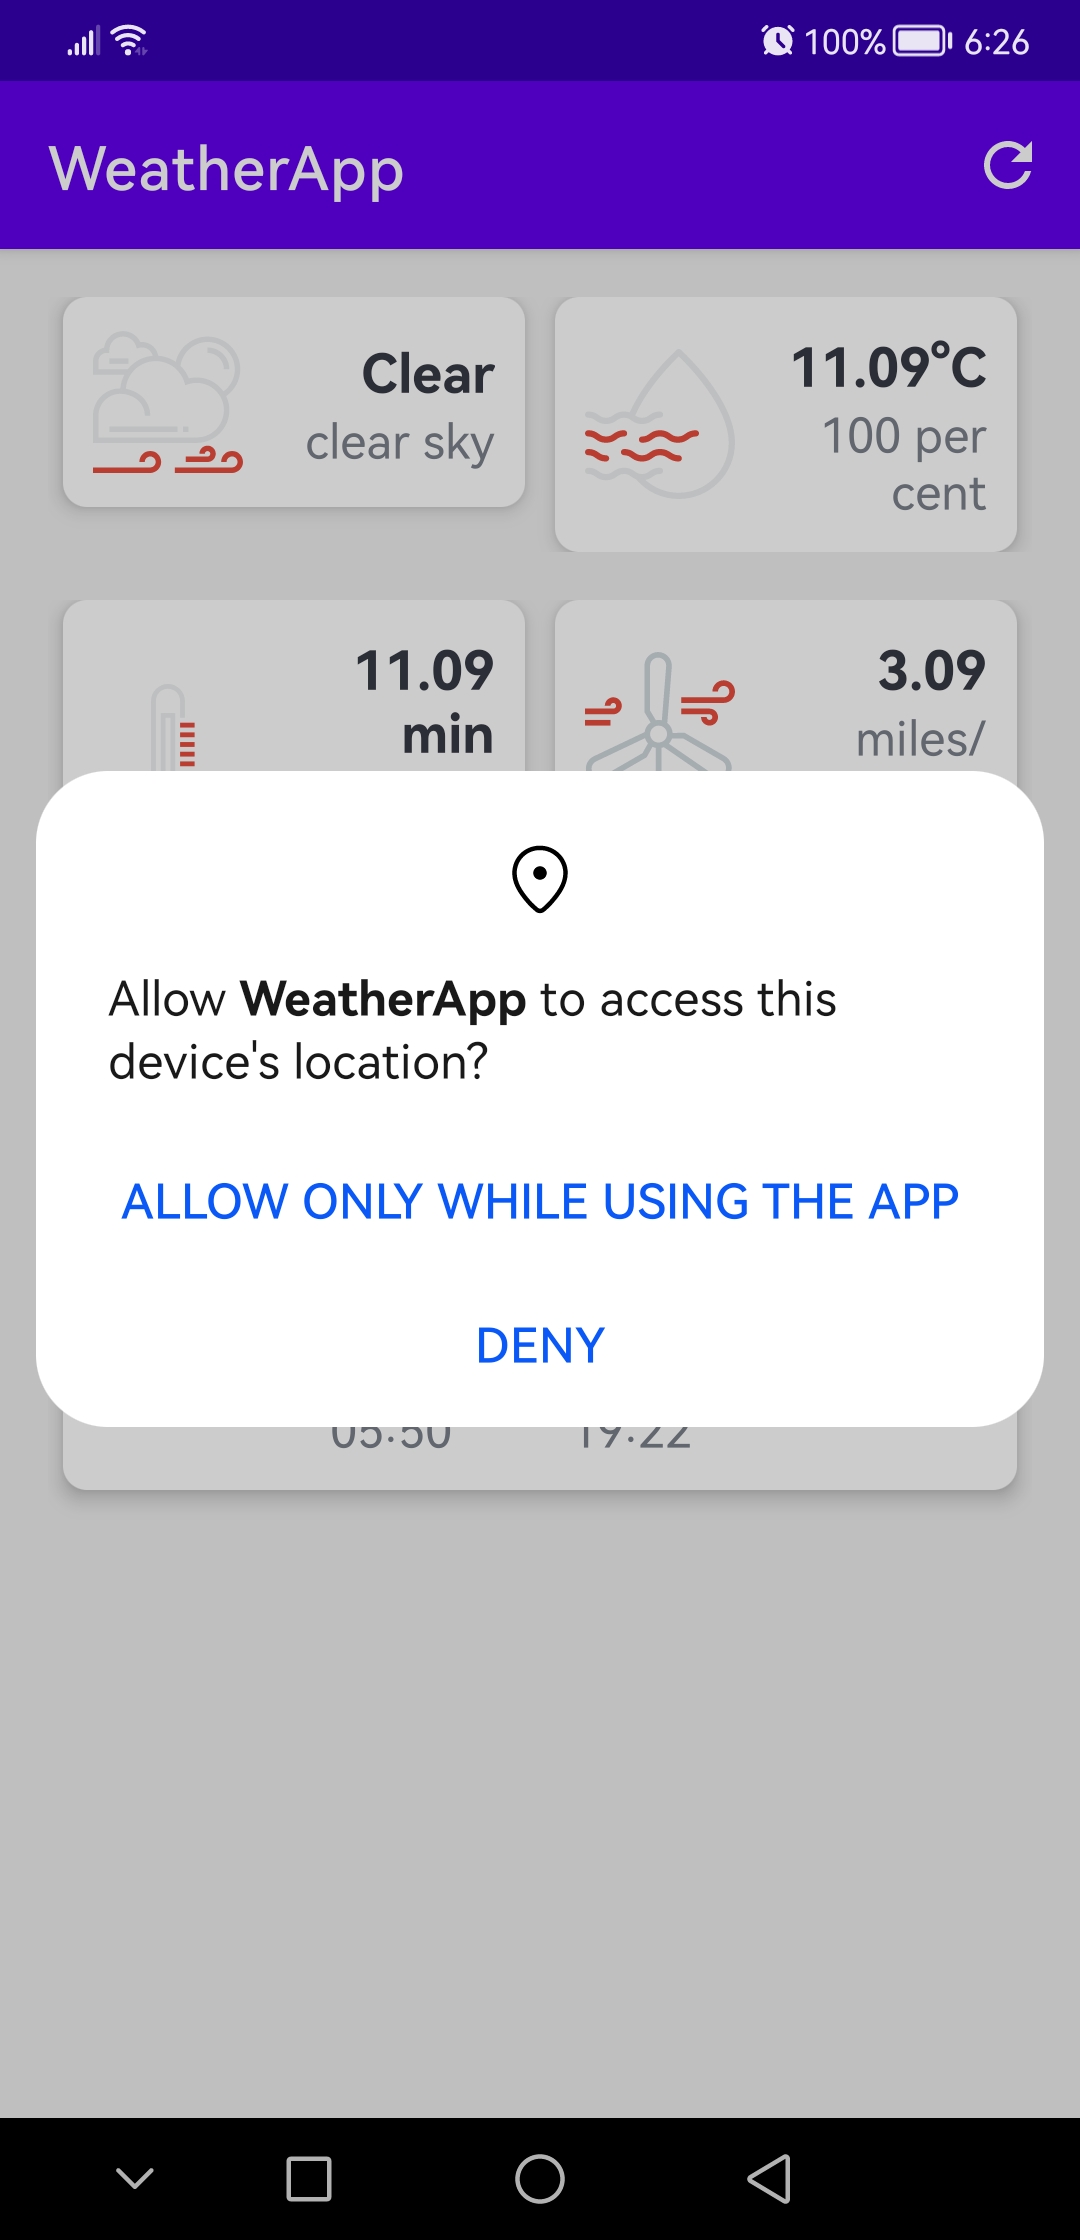 100% 6:26
WeatherApp
Clear
clear sky
11.09°C
100 per
cent
11.09
min
3.09
miles/
Allow WeatherApp to access this
device's location?
ALLOW ONLY WHILE USING THE APP
DENY
05:50 19:22